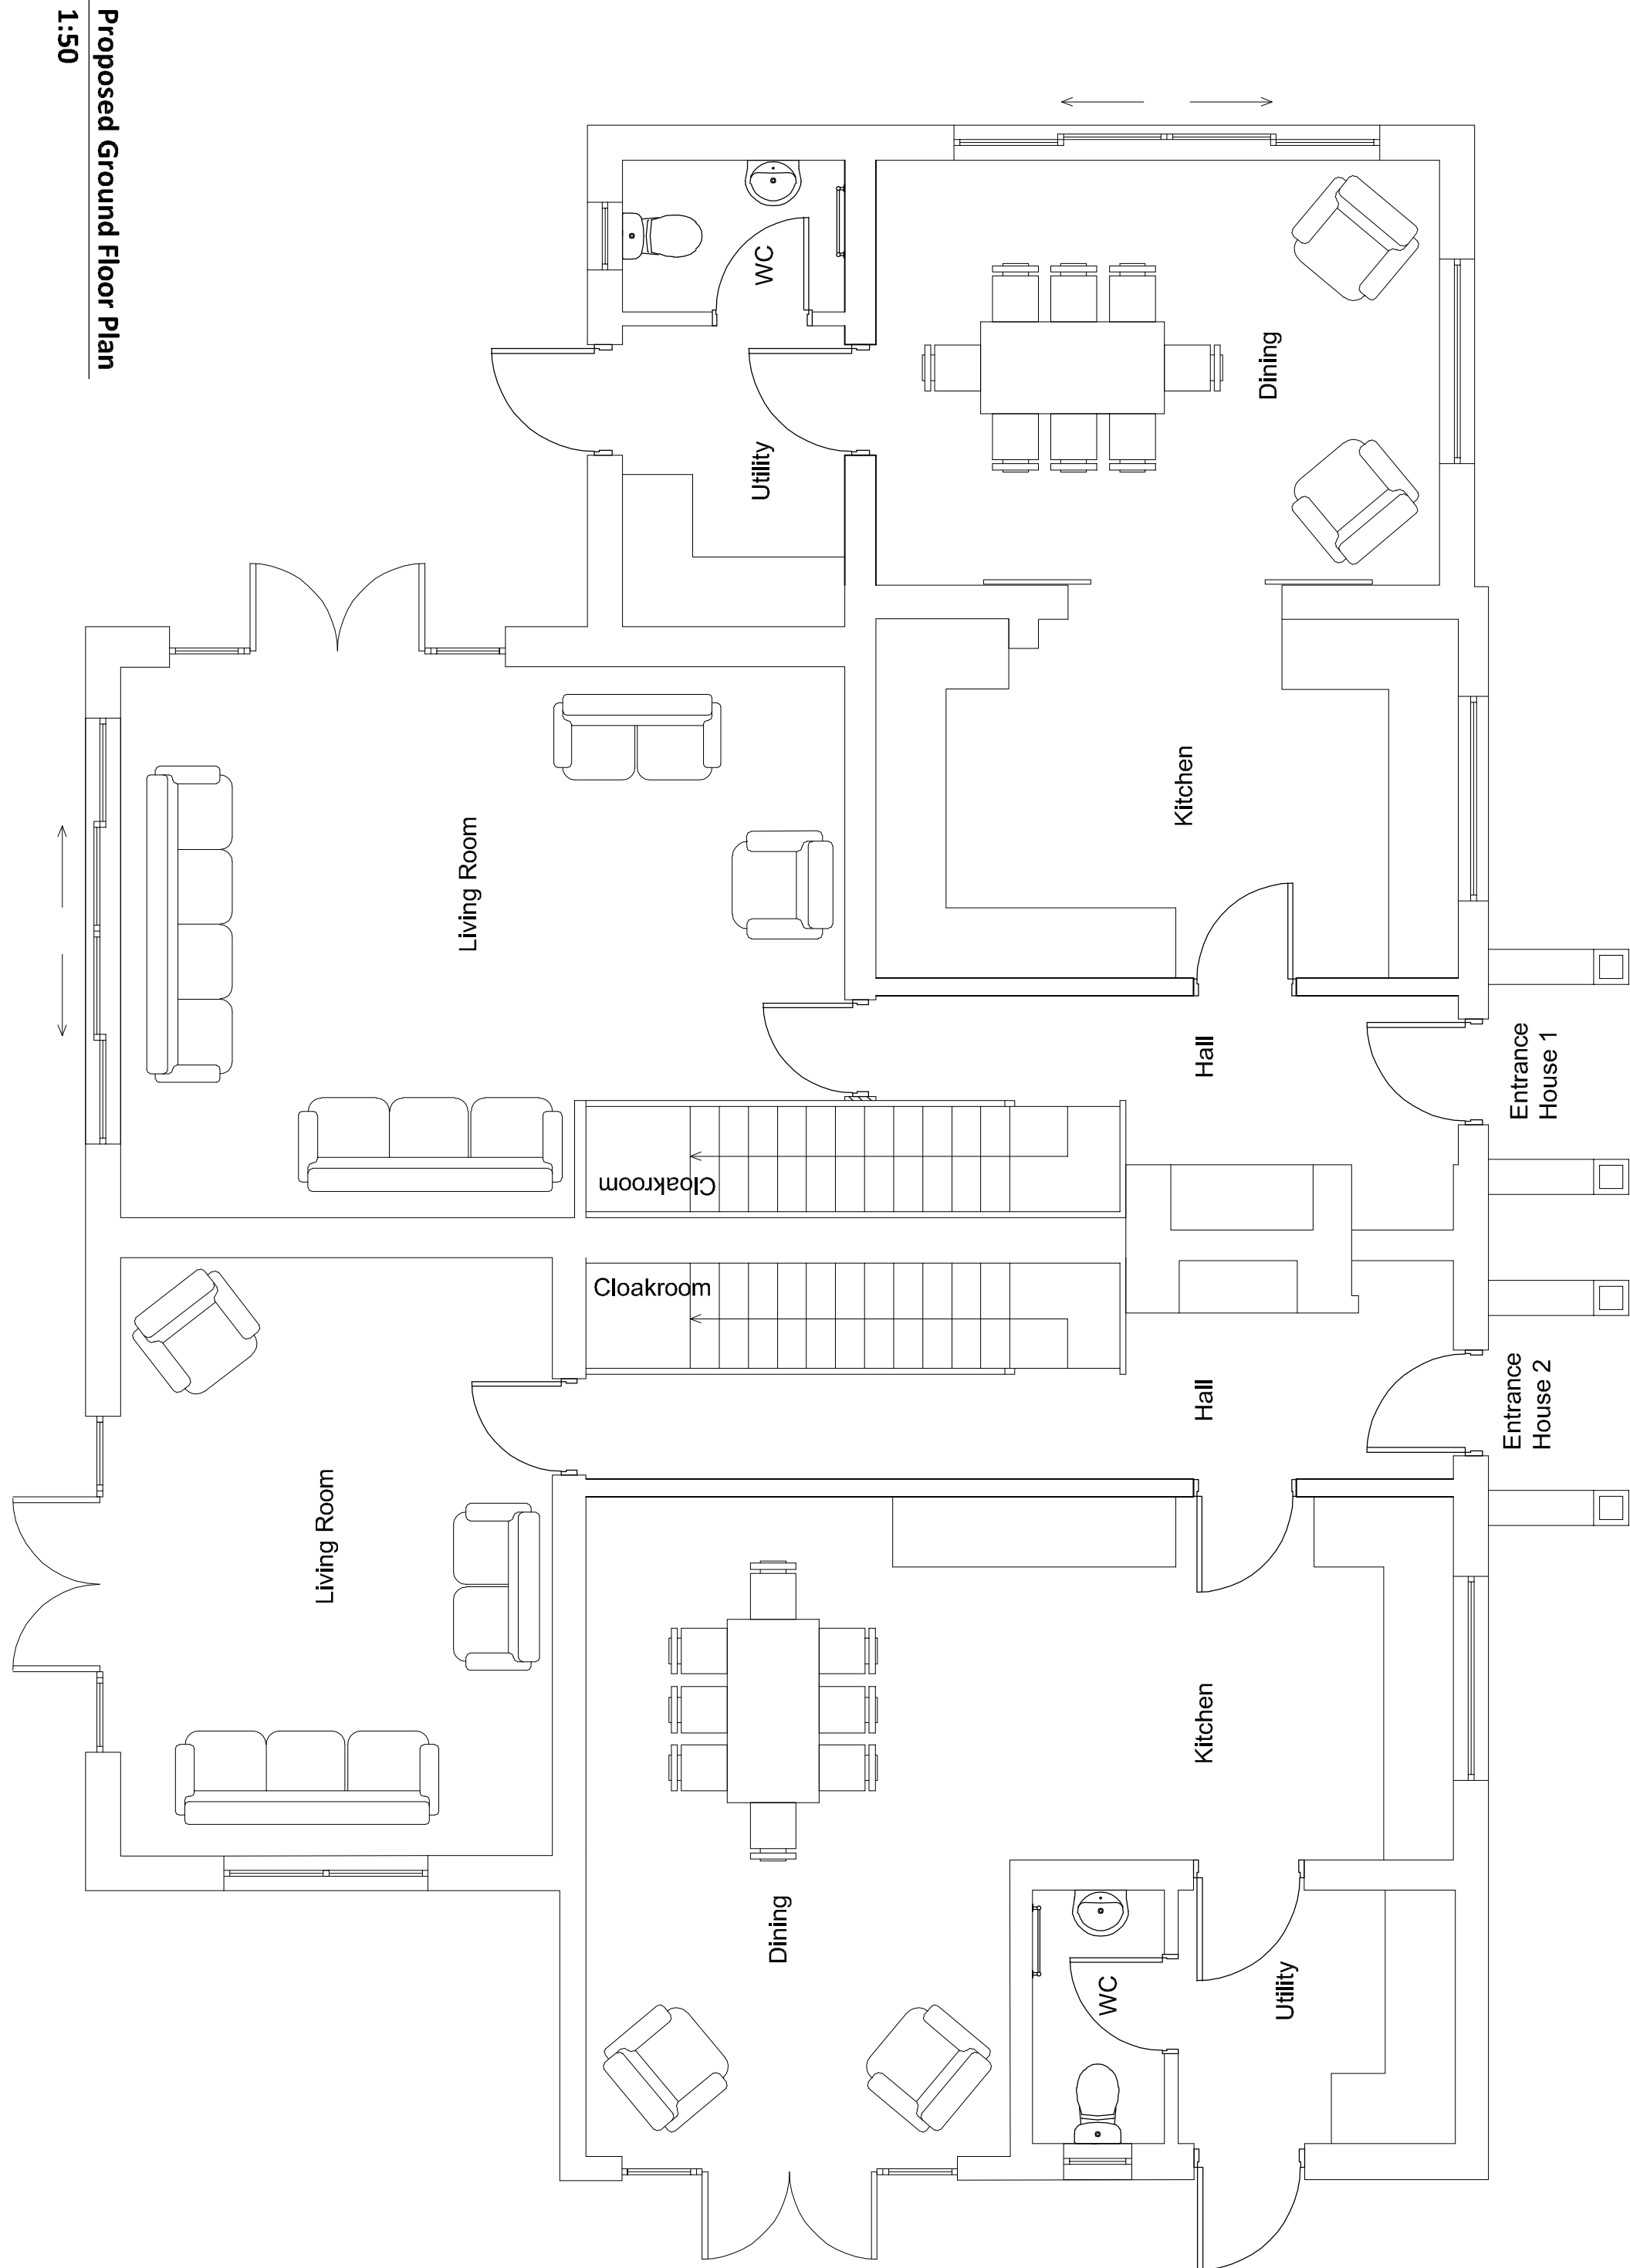 Proposed Ground Floor Plan
1:50
WC
Utility
Dining
Kitchen
Living Room
Hall
Entrance
House 1
Cloakroom
Cloakroom
Hall
Entrance
House 2
Living Room
Kitchen
Dining
WC
Utility